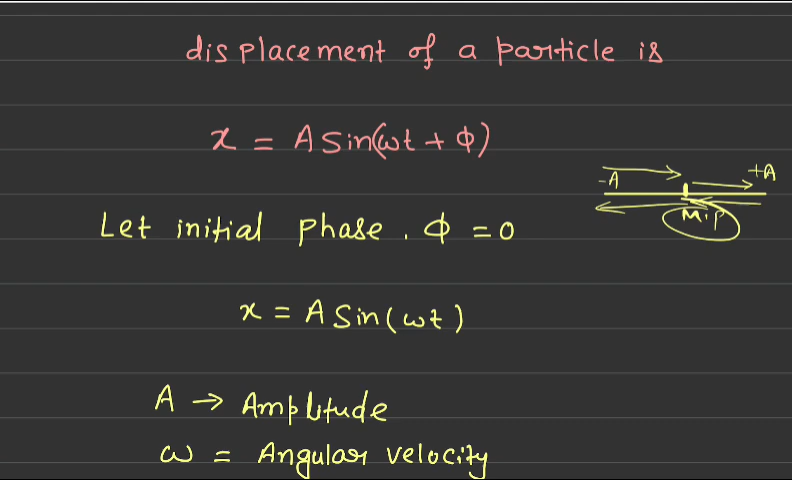 displacement of a particle is
x = A Sin(ωt + φ)
-A +A
M.P
Let initial phase . φ = 0
x = A Sin(ωt)
A → Amplitude
ω = Angular velocity